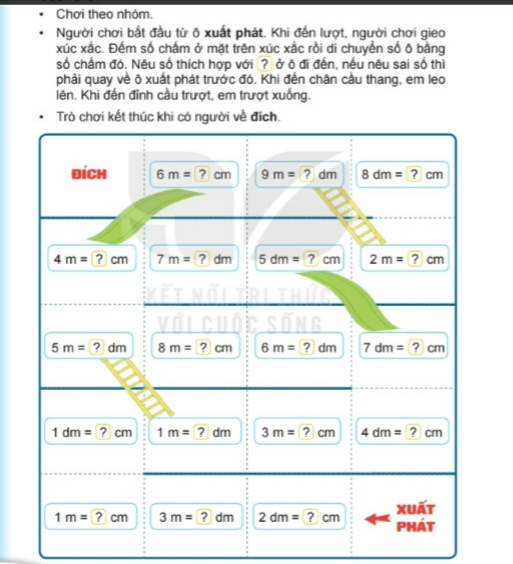 • Chơi theo nhóm.
• Người chơi bắt đầu từ ô xuất phát. Khi đến lượt, người chơi gieo
xúc xắc. Đếm số chấm ở mặt trên xúc xắc rồi di chuyển số ô bằng
số chấm đó. Nêu số thích hợp với ? ở ô đi đến, nếu nêu sai số thì
phải quay về ô xuất phát trước đó. Khi đến chân cầu thang, em leo
lên. Khi đến đỉnh cầu trượt, em trượt xuống.
• Trò chơi kết thúc khi có người về đích.
ĐÍCH
6 m = ? cm
9 m = ? dm
8 dm = ? cm
4 m = ? cm
7 m = ? dm
5 dm = ? cm
2 m = ? cm
KẾT NỐI TRI THỨC
VỚI CUỘC SỐNG
5 m = ? dm
8 m = ? cm
6 m = ? dm
7 dm = ? cm
1 dm = ? cm
1 m = ? dm
3 m = ? cm
4 dm = ? cm
1 m = ? cm
3 m = ? dm
2 dm = ? cm
XUẤT
PHÁT